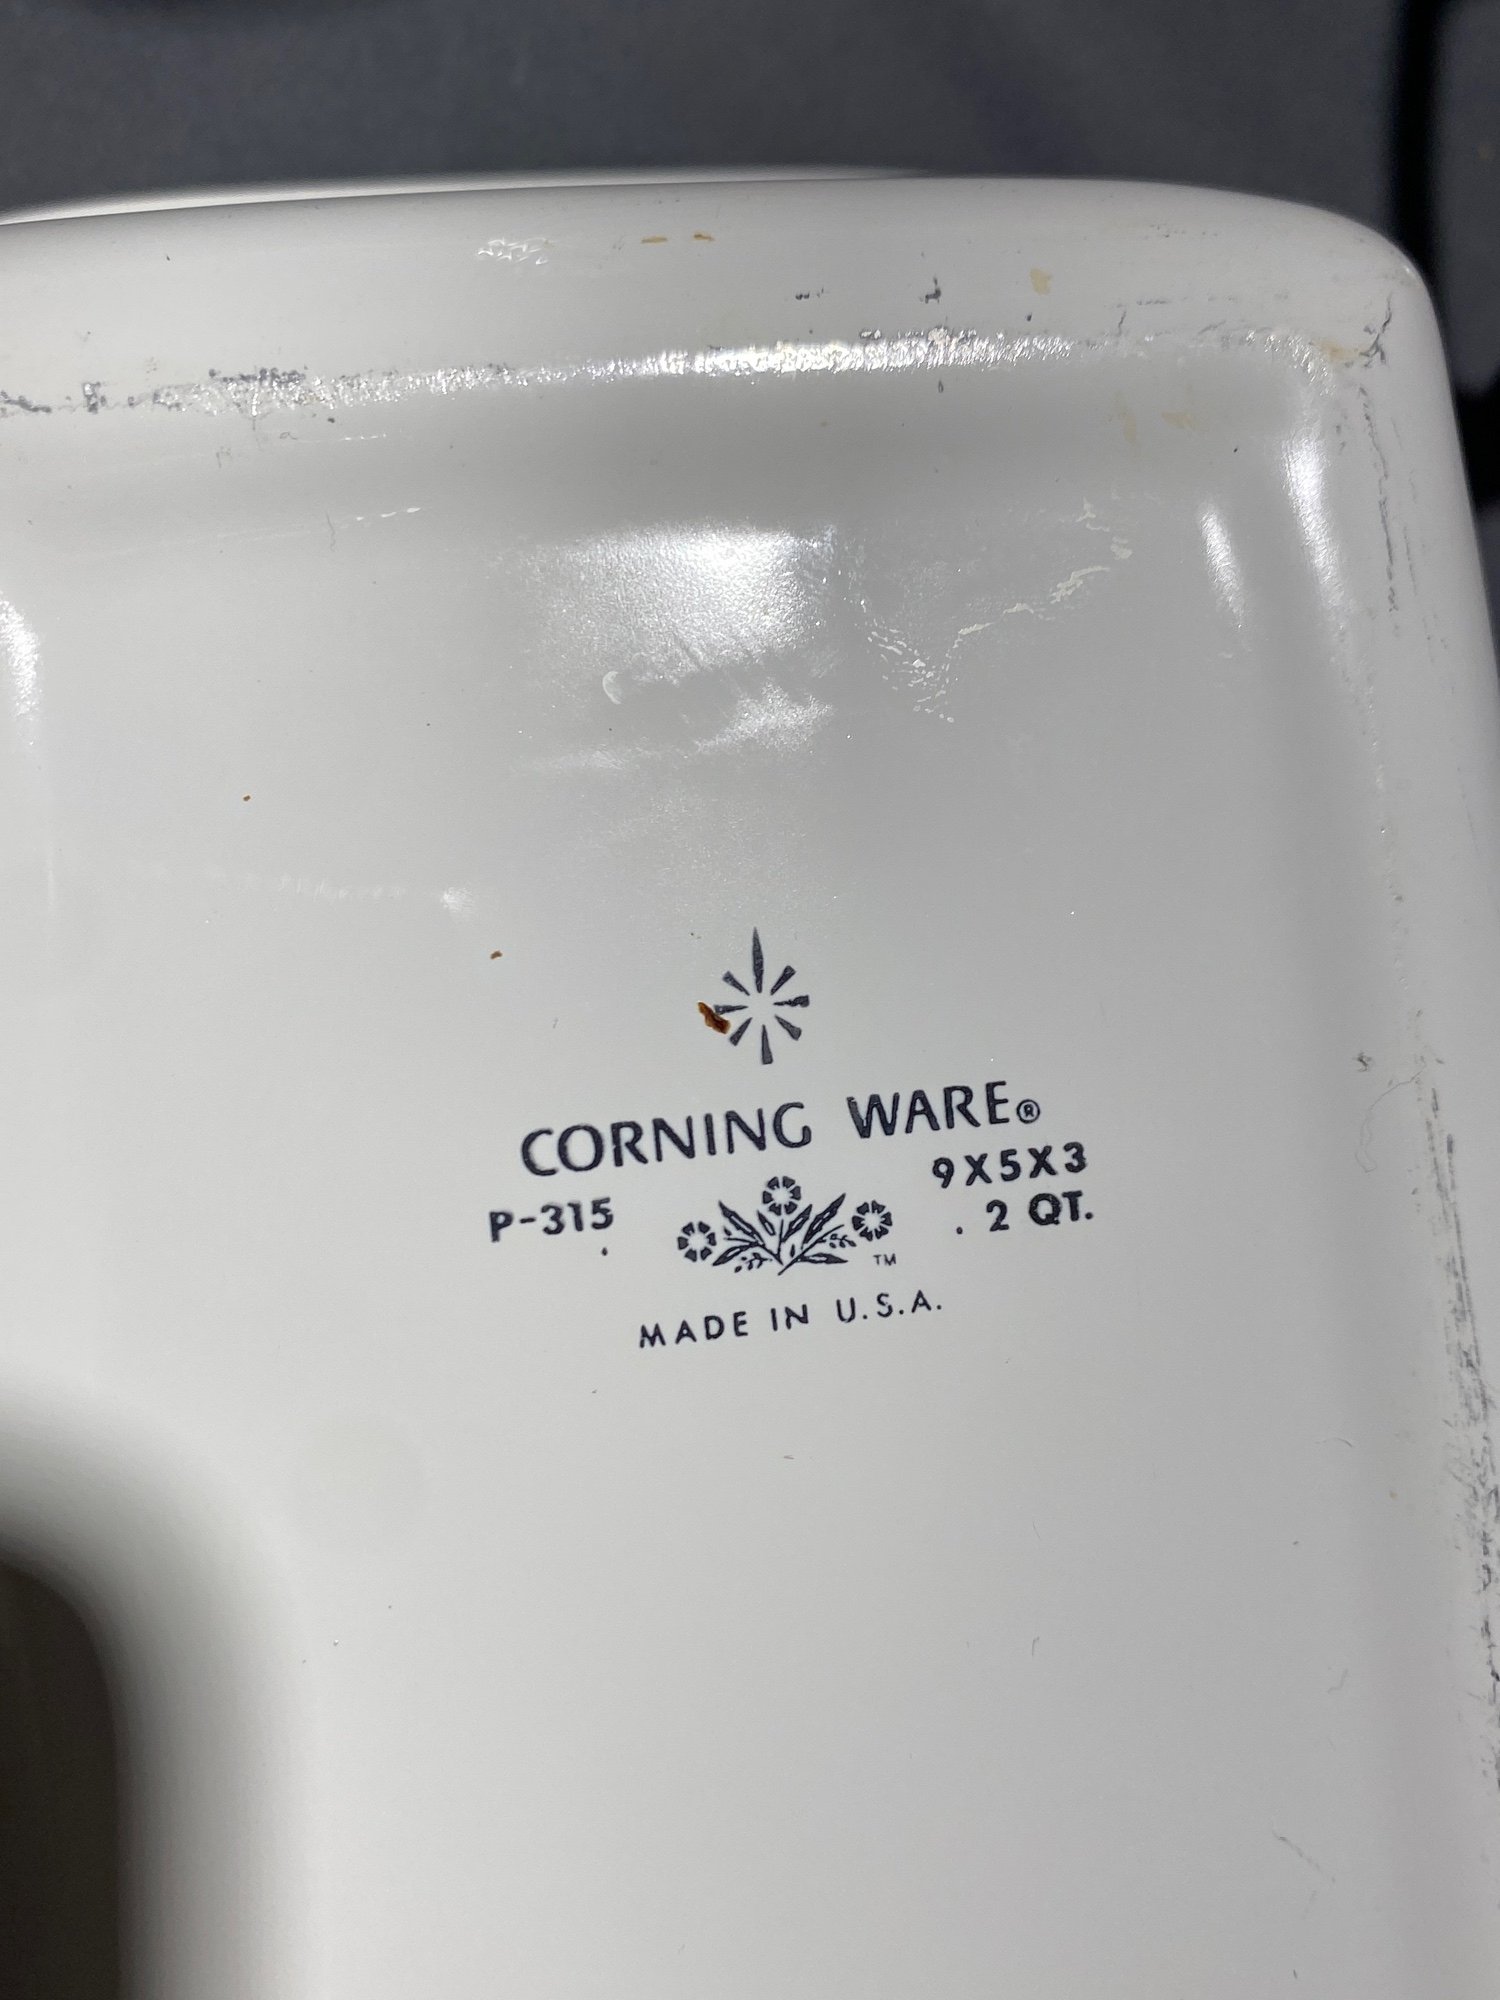 CORNING WARE®
P-315
9X5X3
2 QT.
TM
MADE IN U.S.A.